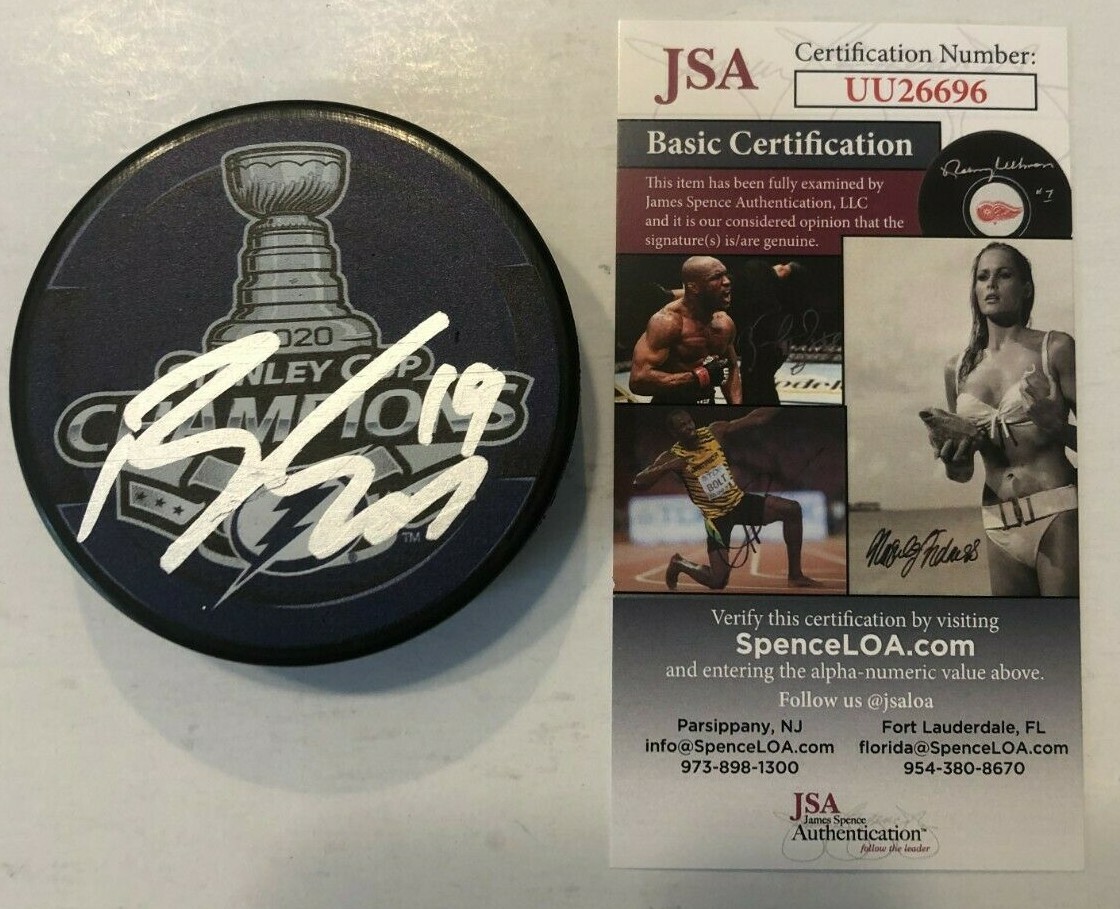 2020
STANLEY CUP
CHAMPIONS
TM
19
JSA
Certification Number:
UU26696
Basic Certification
This item has been fully examined by
James Spence Authentication, LLC
and it is our considered opinion that the
signature(s) is/are genuine.
#1
BOLT
Verify this certification by visiting
SpenceLOA.com
and entering the alpha-numeric value above.
Follow us @jsaloa
Parsippany, NJ
info@SpenceLOA.com
973-898-1300
Fort Lauderdale, FL
florida@SpenceLOA.com
954-380-8670
JSA
James Spence
Authentication™
follow the leader